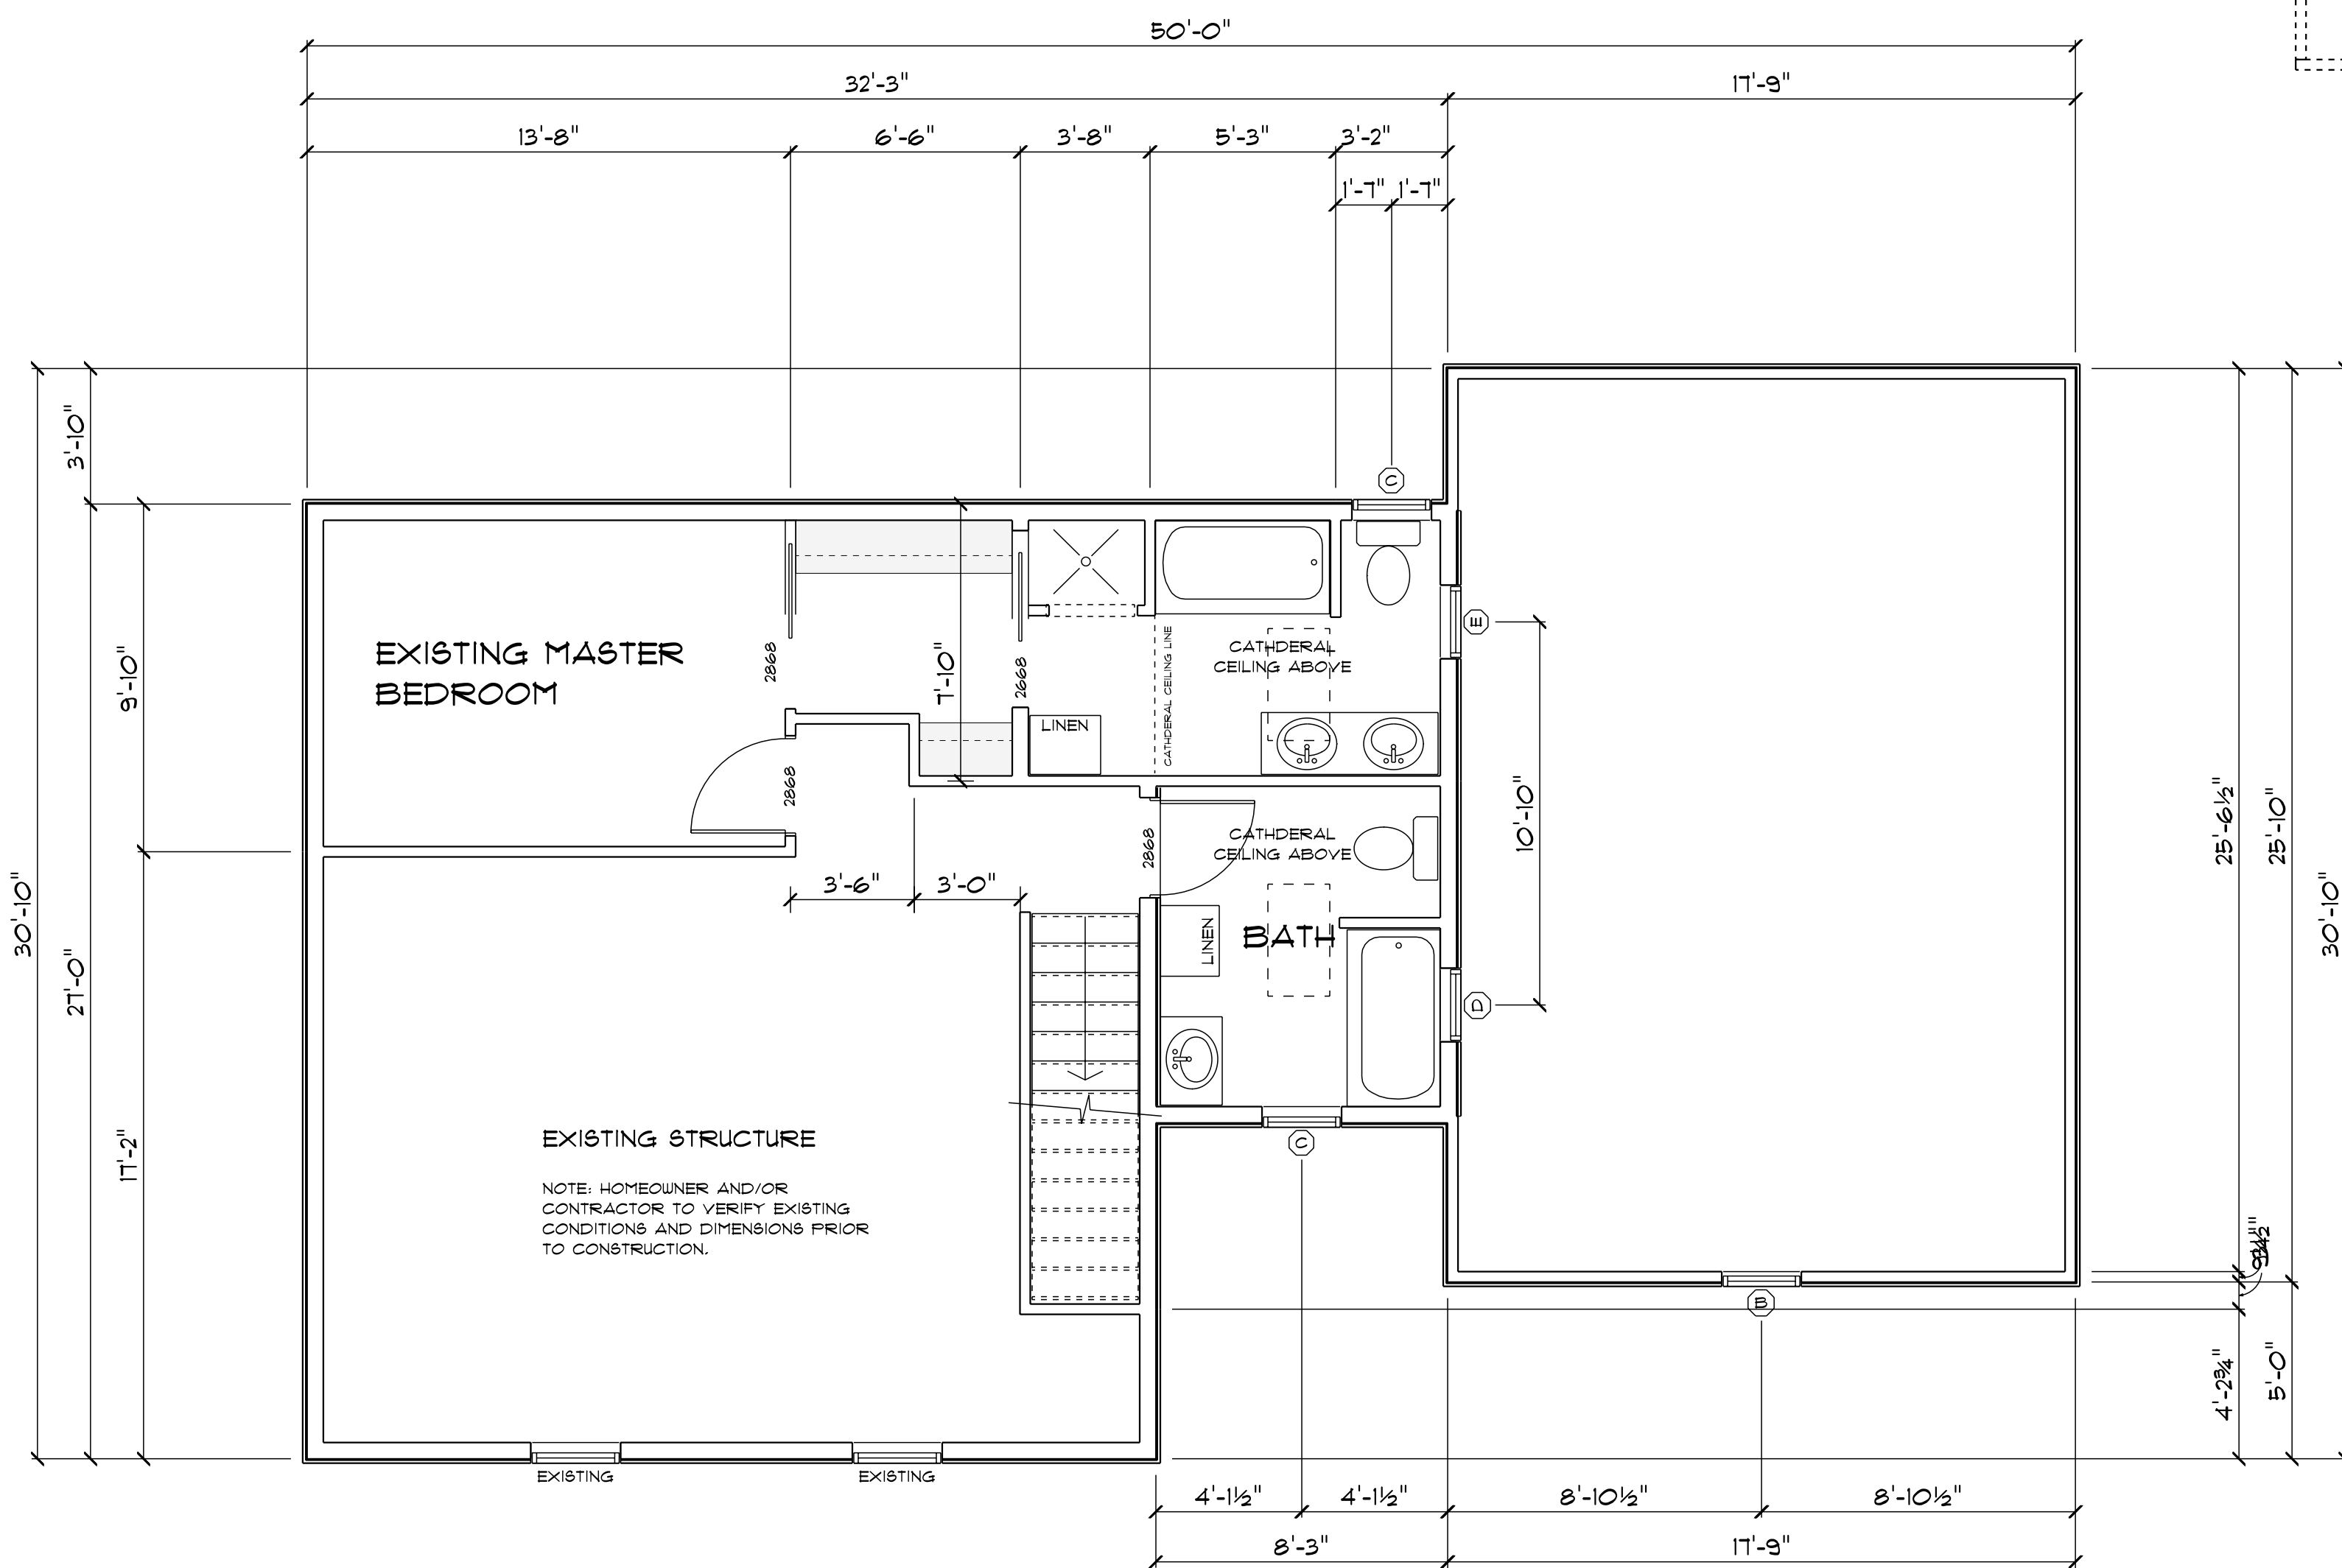 50'-0"
32'-3"
17'-9"
13'-8"
6'-6"
3'-8"
5'-3"
3'-2"
1'-7"
1'-7"
3'-10"
C
EXISTING MASTER
BEDROOM
2868
7'-10"
2668
LINEN
CATHEDRAL CEILING LINE
CATHDERAL
CEILING ABOVE
E
9'-10"
2868
2868
CATHDERAL
CEILING ABOVE
10'-10"
25'-6½"
25'-10"
3'-6"
3'-0"
30'-10"
27'-0"
LINEN
BATH
D
30'-10"
EXISTING STRUCTURE
NOTE: HOMEOWNER AND/OR
CONTRACTOR TO VERIFY EXISTING
CONDITIONS AND DIMENSIONS PRIOR
TO CONSTRUCTION.
17'-2"
C
B
4'-2¾"
5'-0"
EXISTING
EXISTING
4'-1½"
4'-1½"
8'-10½"
8'-10½"
8'-3"
17'-9"